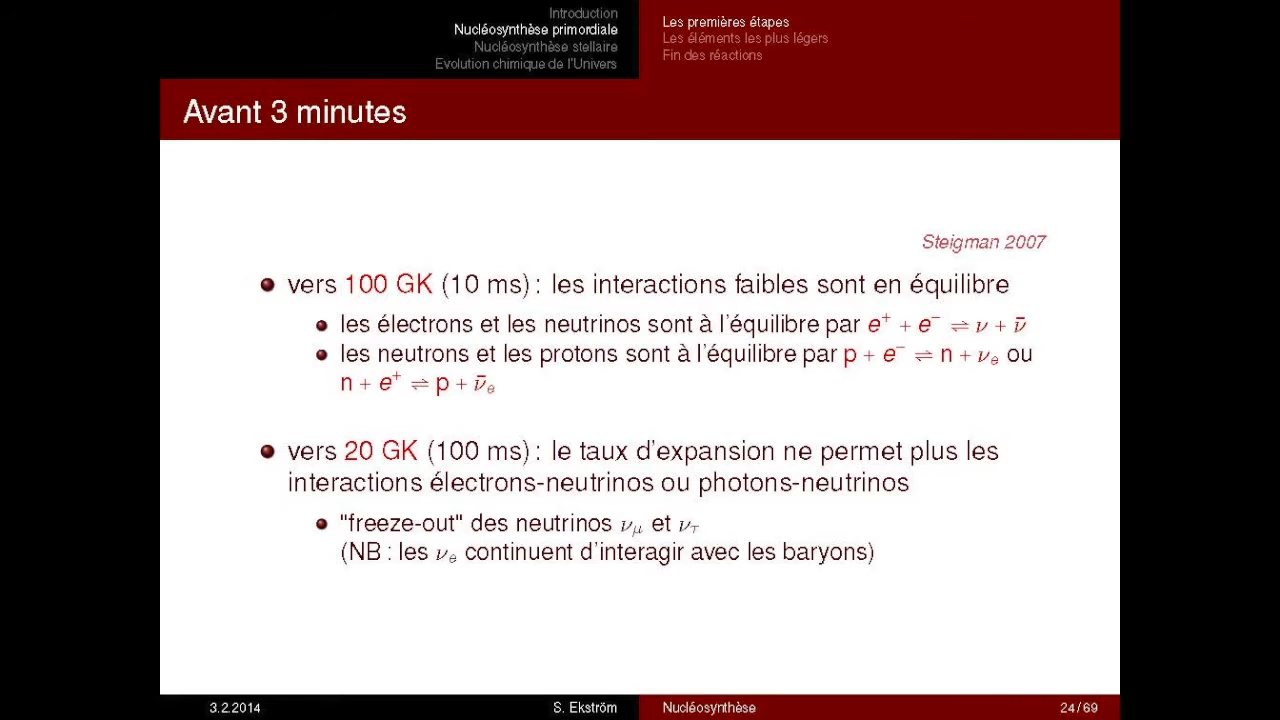 Introduction
Nucléosynthèse primordiale
Nucléosynthèse stellaire
Evolution chimique de l'Univers
Les premières étapes
Les éléments les plus légers
Fin des réactions
Avant 3 minutes
Steigman 2007
vers 100 GK (10 ms) : les interactions faibles sont en équilibre
les électrons et les neutrinos sont à l'équilibre par e⁺ + e⁻ ⇌ ν + ν̄
les neutrons et les protons sont à l'équilibre par p + e⁻ ⇌ n + νₑ ou
n + e⁺ ⇌ p + ν̄ₑ
vers 20 GK (100 ms) : le taux d'expansion ne permet plus les
interactions électrons-neutrinos ou photons-neutrinos
"freeze-out" des neutrinos ν_μ et ν_τ
(NB : les νₑ continuent d'interagir avec les baryons)
3.2.2014 S. Ekström Nucléosynthèse 24/69